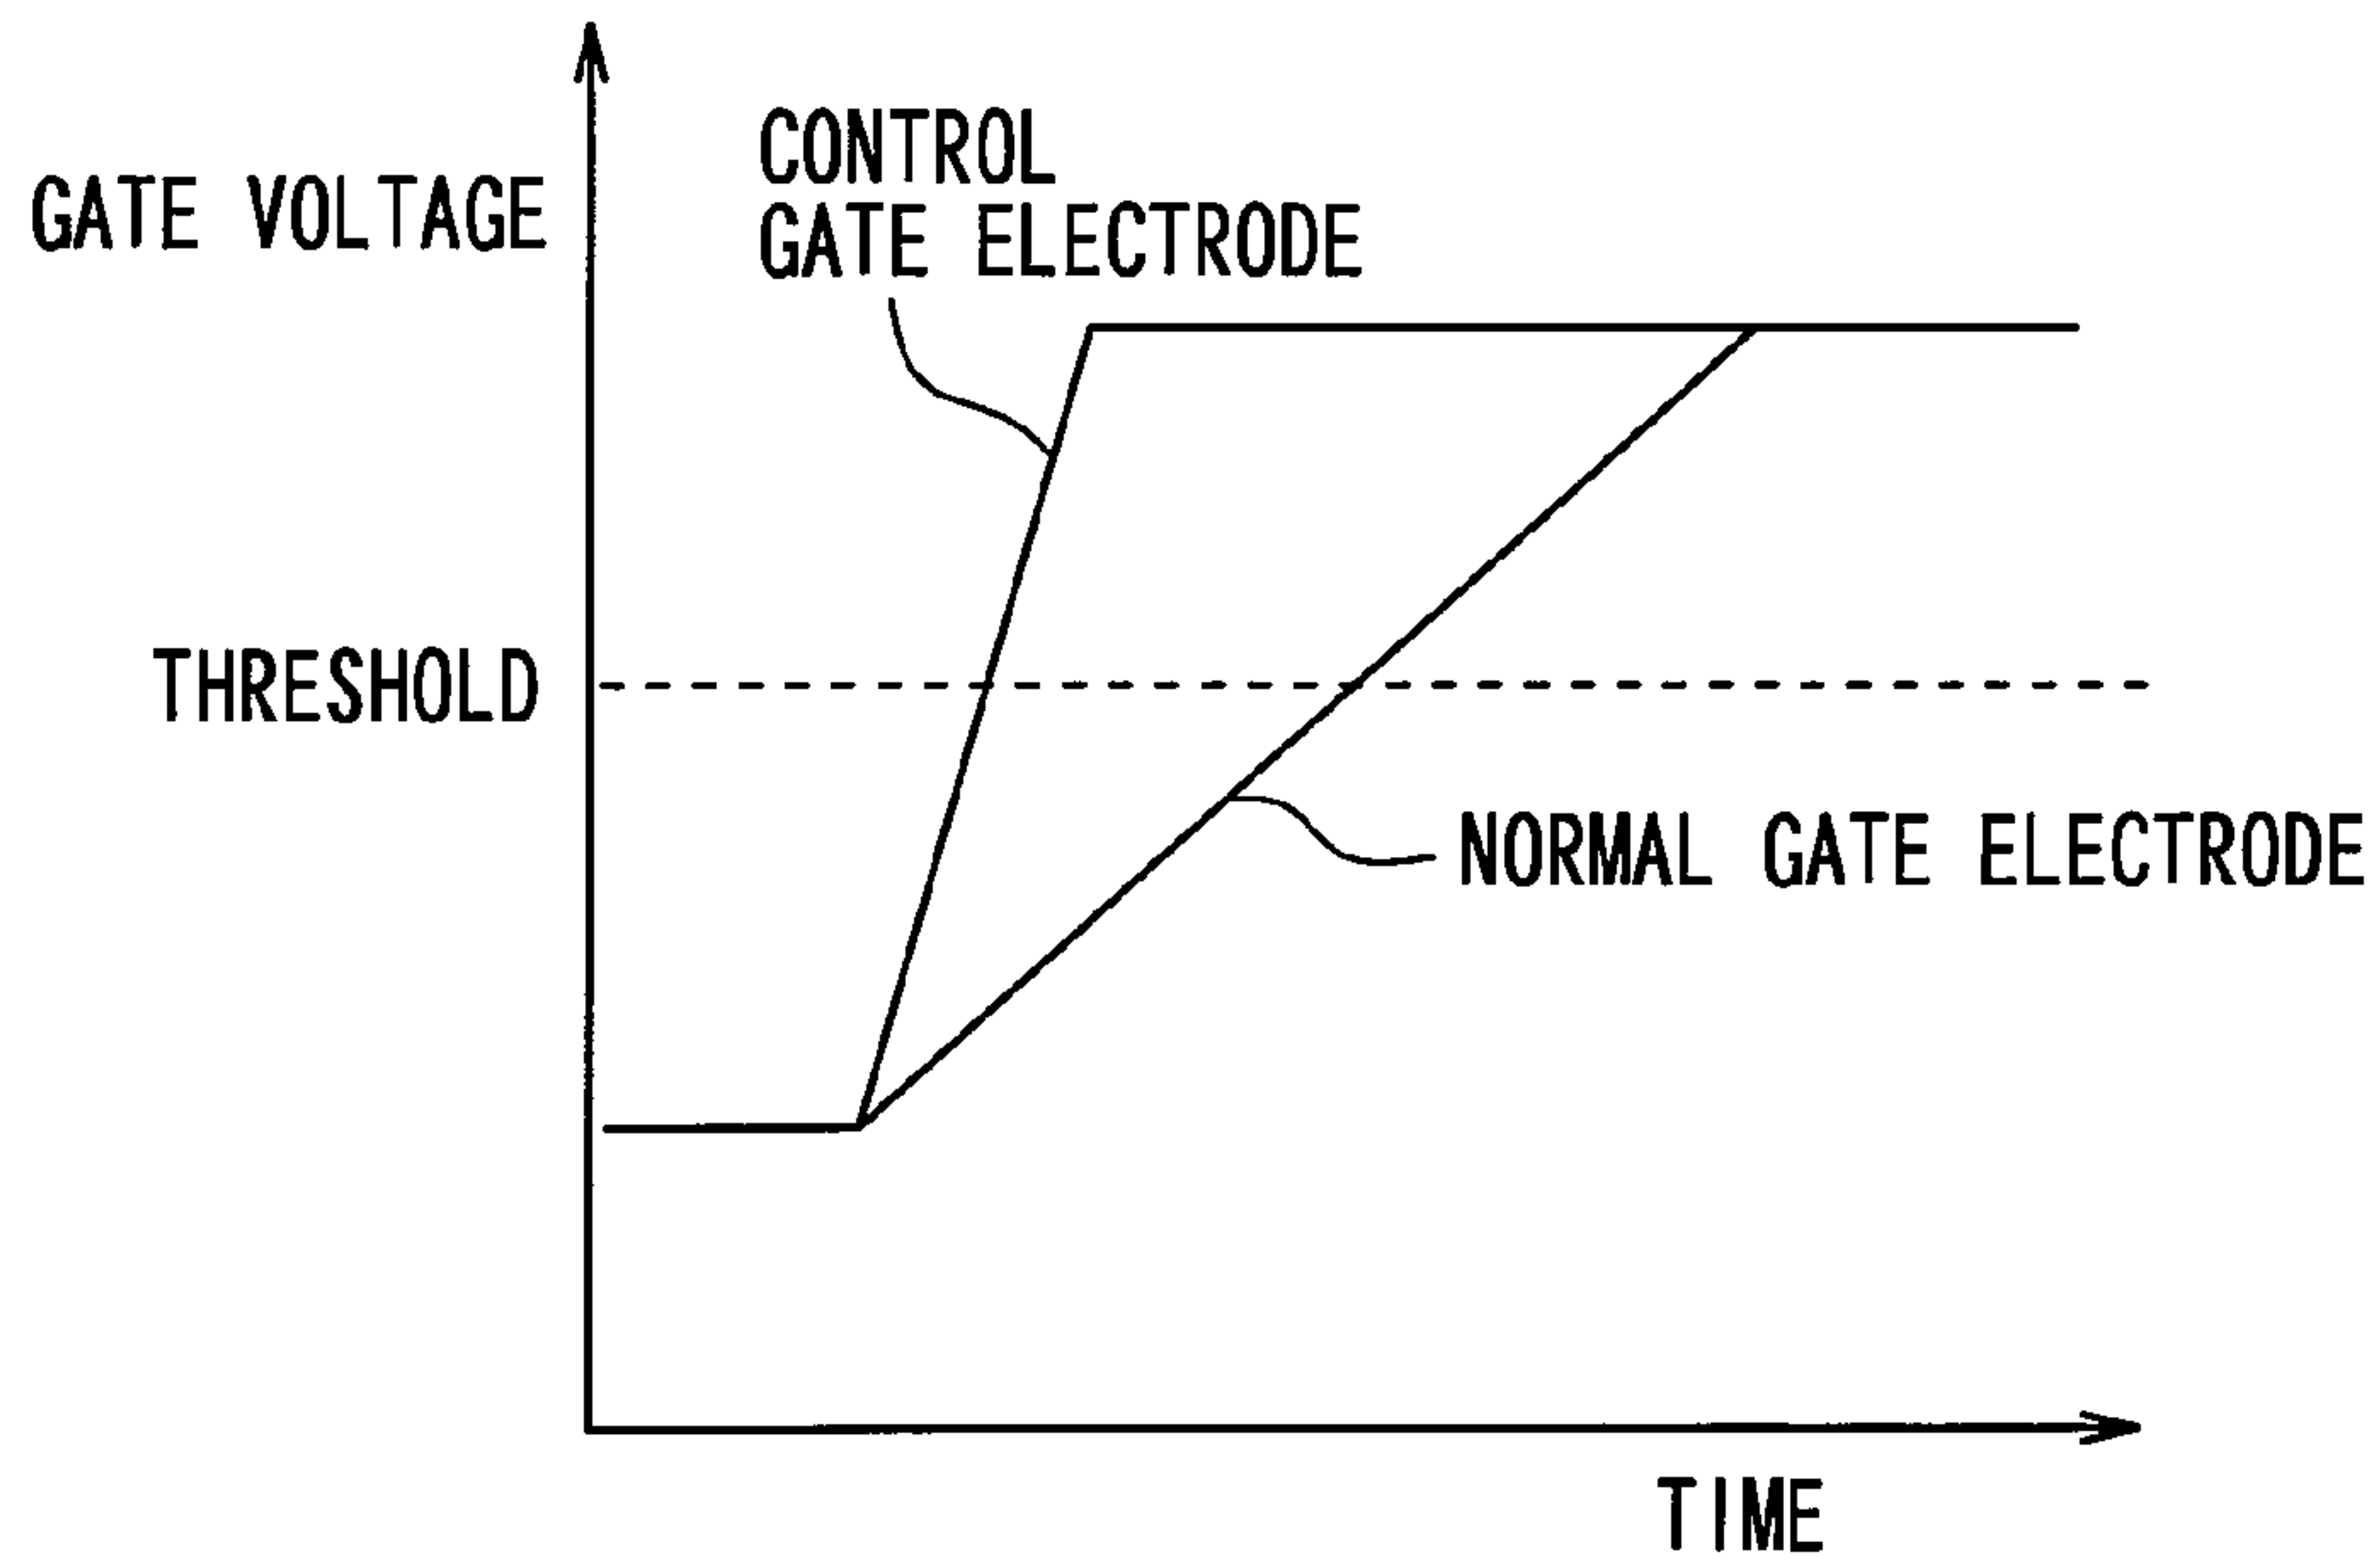 CONTROL
GATE ELECTRODE
GATE VOLTAGE
THRESHOLD
NORMAL GATE ELECTRODE
TIME